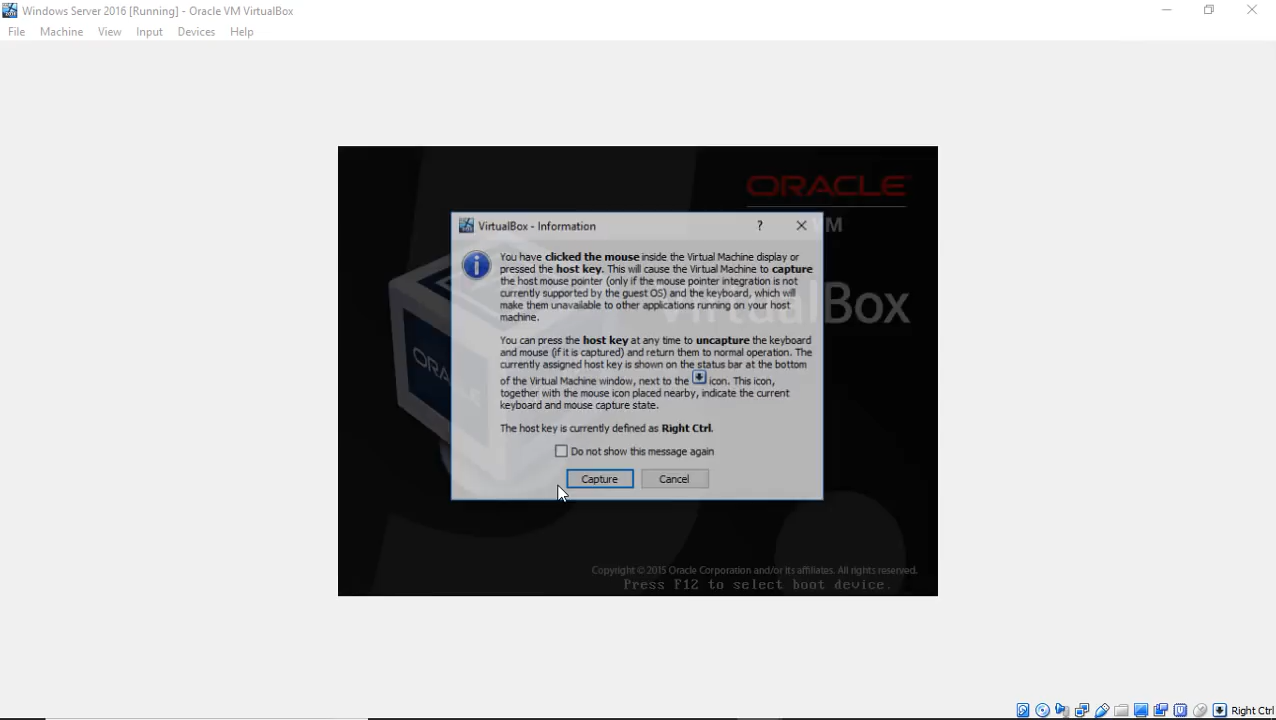 Windows Server 2016 [Running] - Oracle VM VirtualBox
File Machine View Input Devices Help
ORACLE
VM
VirtualBox
ORACLE
VirtualBox - Information
You have clicked the mouse inside the Virtual Machine display or
pressed the host key. This will cause the Virtual Machine to capture
the host mouse pointer (only if the mouse pointer integration is not
currently supported by the guest OS) and the keyboard, which will
make them unavailable to other applications running on your host
machine.
You can press the host key at any time to uncapture the keyboard
and mouse (if it is captured) and return them to normal operation. The
currently assigned host key is shown on the status bar at the bottom
of the Virtual Machine window, next to the icon. This icon,
together with the mouse icon placed nearby, indicate the current
keyboard and mouse capture state.
The host key is currently defined as Right Ctrl.
Do not show this message again
Capture Cancel
Copyright © 2015 Oracle Corporation and/or its affiliates. All rights reserved.
Press F12 to select boot device.
Right Ctrl